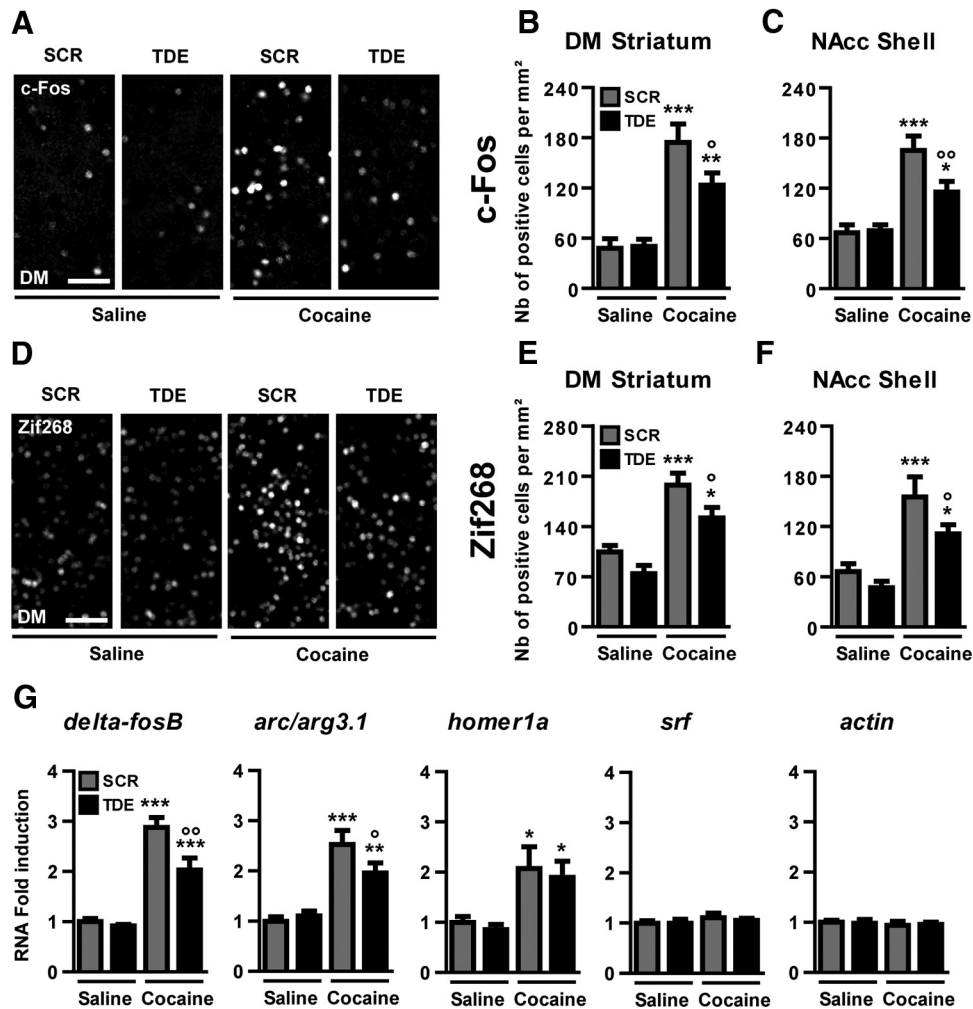 A
SCR TDE SCR TDE
c-Fos
DM
Saline Cocaine
B
DM Striatum
c-Fos
Nb of positive cells per mm²
240
180
120
60
0
SCR
TDE
***
°
**
Saline Cocaine
C
NAcc Shell
240
180
120
60
0
***
°°
*
Saline Cocaine
D
SCR TDE SCR TDE
Zif268
DM
Saline Cocaine
E
DM Striatum
Zif268
Nb of positive cells per mm²
280
210
140
70
0
SCR
TDE
***
°
*
Saline Cocaine
F
NAcc Shell
240
180
120
60
0
***
°
*
Saline Cocaine
G
delta-fosB
RNA Fold induction
4
3
2
1
0
SCR
TDE
***
°°
***
Saline Cocaine
arc/arg3.1
4
3
2
1
0
***
°
**
Saline Cocaine
homer1a
4
3
2
1
0
* *
Saline Cocaine
srf
4
3
2
1
0
Saline Cocaine
actin
4
3
2
1
0
Saline Cocaine